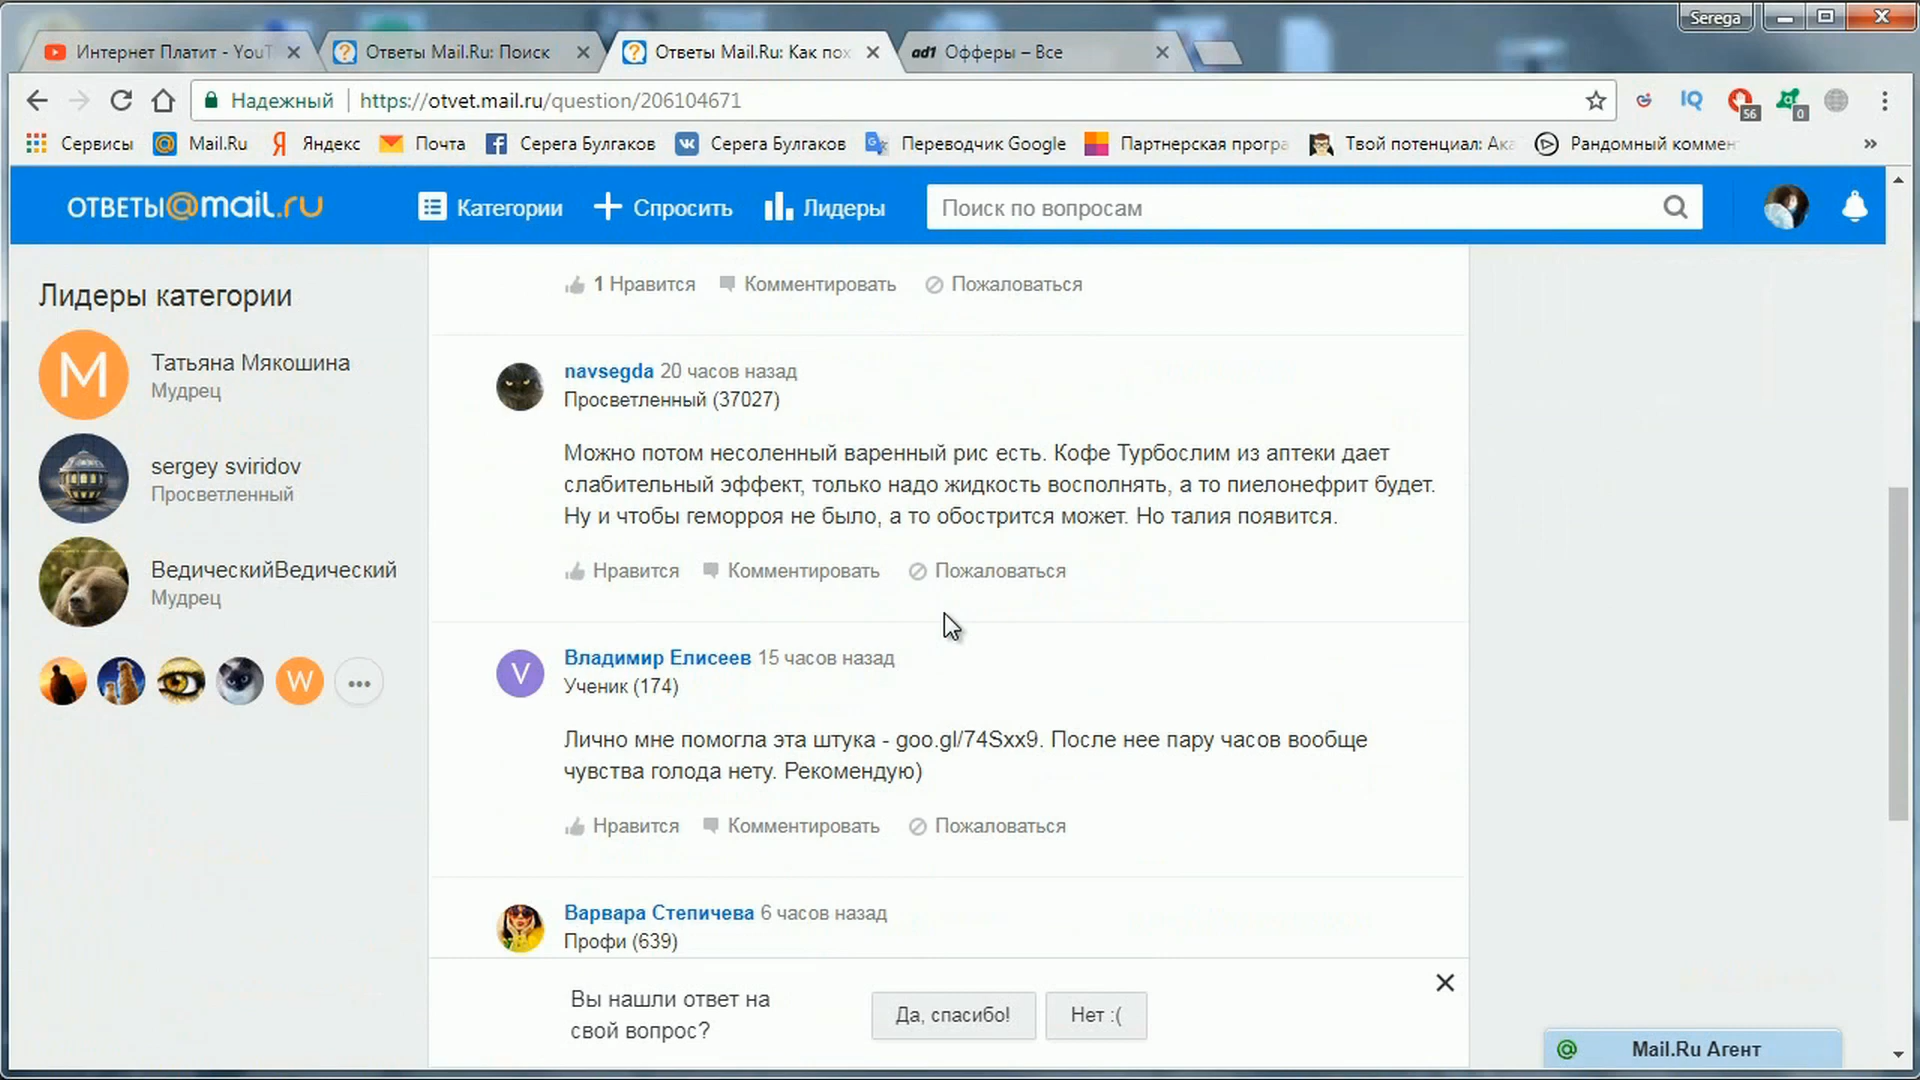 Serega
Интернет Платит - YouT
Ответы Mail.Ru: Поиск
Ответы Mail.Ru: Как пох
ad1 Офферы – Все
Надежный
https://otvet.mail.ru/question/206104671
IQ
56
0
Сервисы
Mail.Ru
Яндекс
Почта
Серега Булгаков
Серега Булгаков
Переводчик Google
Партнерская програ
Твой потенциал: Ака
Рандомный коммен
»
ОТВЕТЫ@mail.ru
Категории
Спросить
Лидеры
Поиск по вопросам
Лидеры категории
М
Татьяна Мякошина
Мудрец
sergey sviridov
Просветленный
ВедическийВедический
Мудрец
W
1 Нравится
Комментировать
Пожаловаться
navsegda 20 часов назад
Просветленный (37027)
Можно потом несоленный варенный рис есть. Кофе Турбослим из аптеки дает
слабительный эффект, только надо жидкость восполнять, а то пиелонефрит будет.
Ну и чтобы геморроя не было, а то обострится может. Но талия появится.
Нравится
Комментировать
Пожаловаться
V
Владимир Елисеев 15 часов назад
Ученик (174)
Лично мне помогла эта штука - goo.gl/74Sxx9. После нее пару часов вообще
чувства голода нету. Рекомендую)
Нравится
Комментировать
Пожаловаться
Варвара Степичева 6 часов назад
Профи (639)
Вы нашли ответ на
свой вопрос?
Да, спасибо!
Нет :(
Mail.Ru Агент